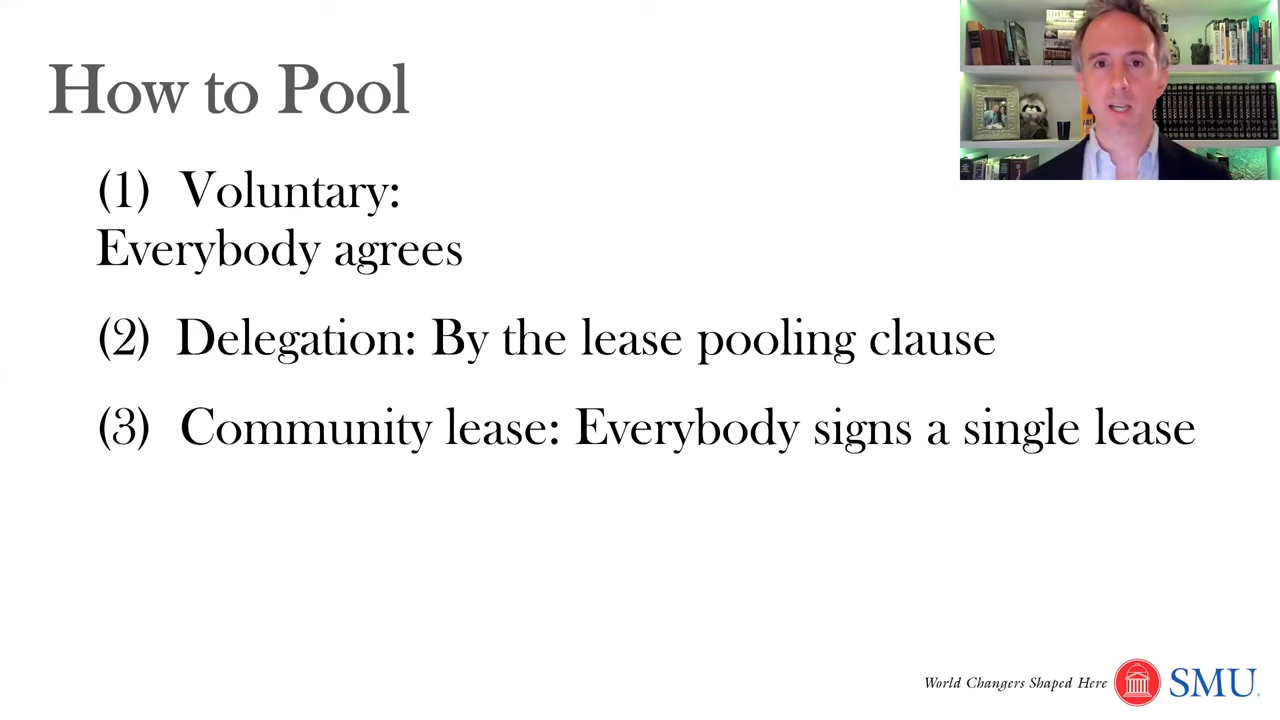 How to Pool
(1) Voluntary:
Everybody agrees
(2) Delegation: By the lease pooling clause
(3) Community lease: Everybody signs a single lease
World Changers Shaped Here
SMU